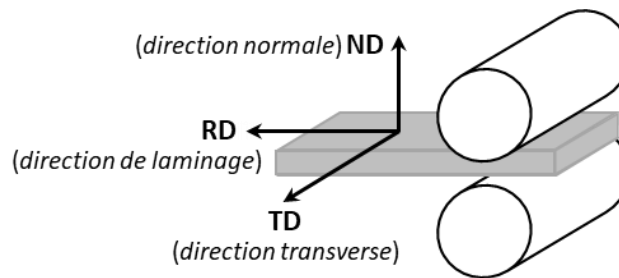 (direction normale) ND
RD
(direction de laminage)
TD
(direction transverse)